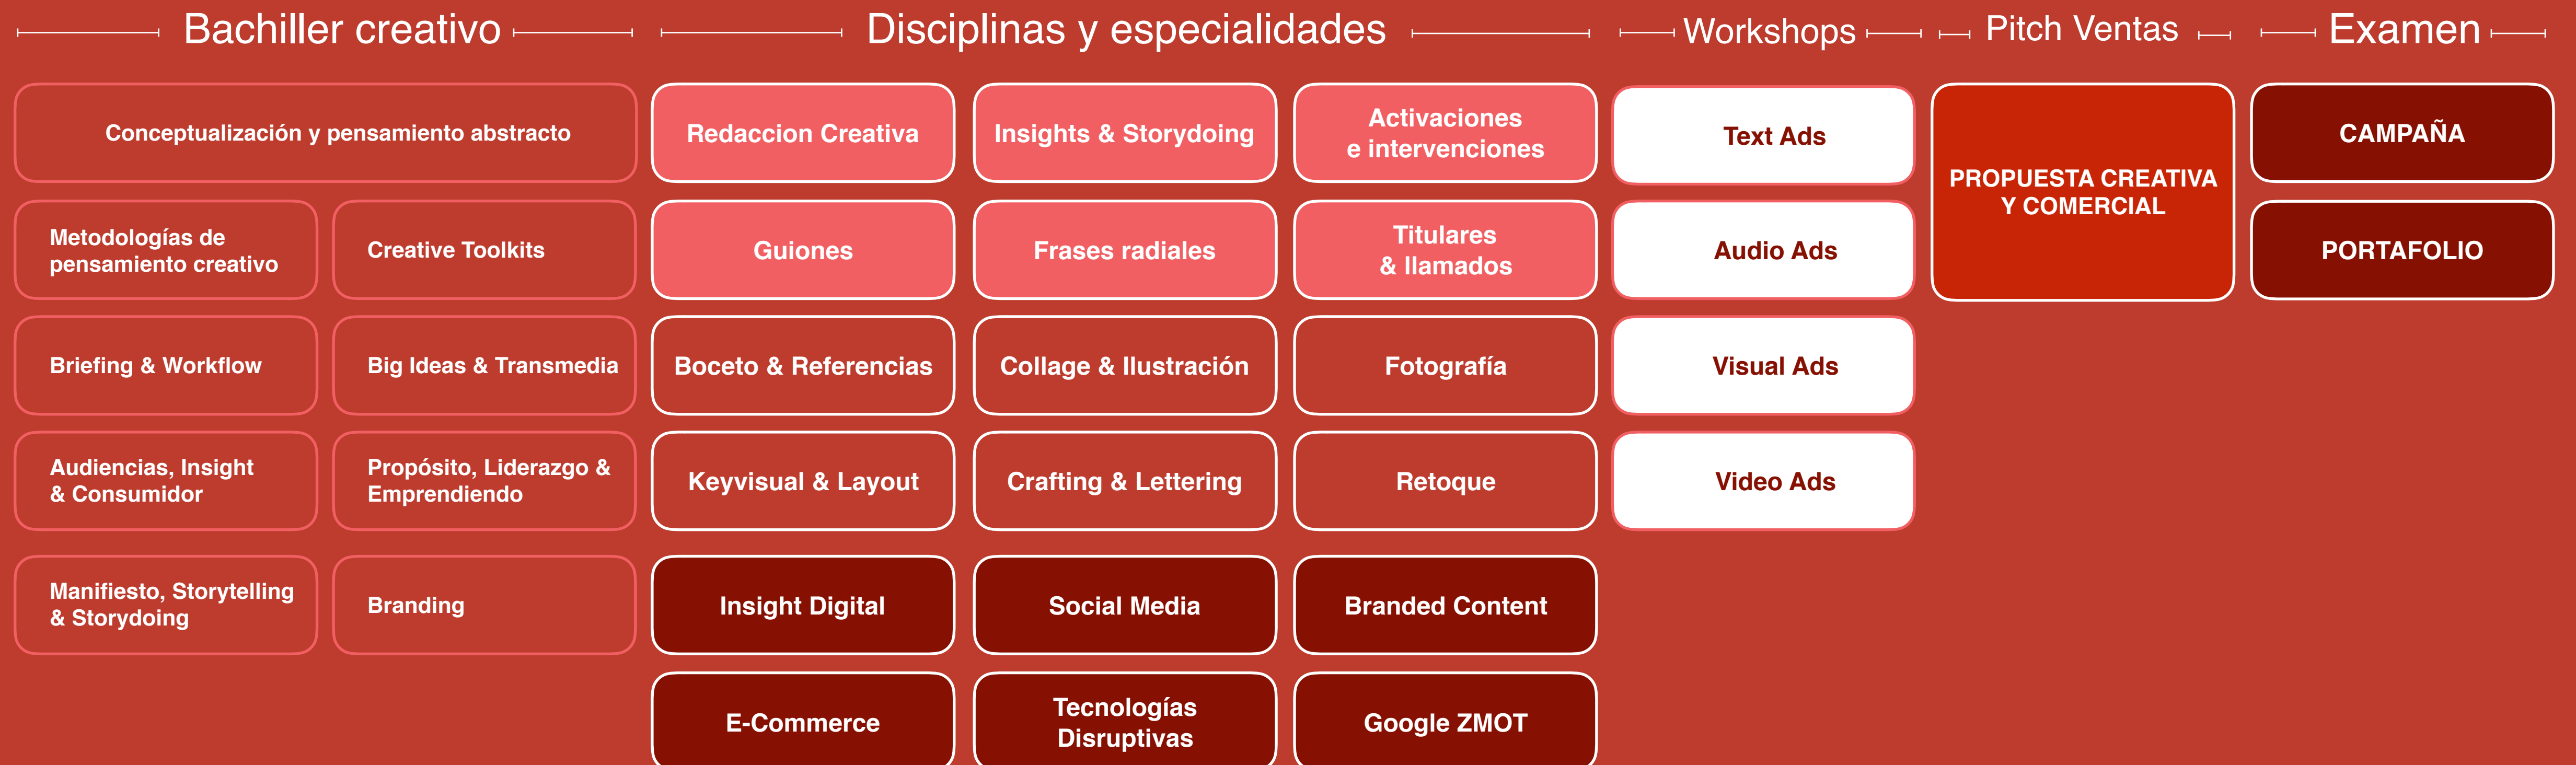 Bachiller creativo
Disciplinas y especialidades
Workshops
Pitch Ventas
Examen
Conceptualización y pensamiento abstracto
Redaccion Creativa
Insights & Storydoing
Activaciones
e intervenciones
Text Ads
PROPUESTA CREATIVA
Y COMERCIAL
CAMPAÑA
Metodologías de
pensamiento creativo
Creative Toolkits
Guiones
Frases radiales
Titulares
& llamados
Audio Ads
PORTAFOLIO
Briefing & Workflow
Big Ideas & Transmedia
Boceto & Referencias
Collage & Ilustración
Fotografía
Visual Ads
Audiencias, Insight
& Consumidor
Propósito, Liderazgo &
Emprendiendo
Keyvisual & Layout
Crafting & Lettering
Retoque
Video Ads
Manifiesto, Storytelling
& Storydoing
Branding
Insight Digital
Social Media
Branded Content
E-Commerce
Tecnologías
Disruptivas
Google ZMOT